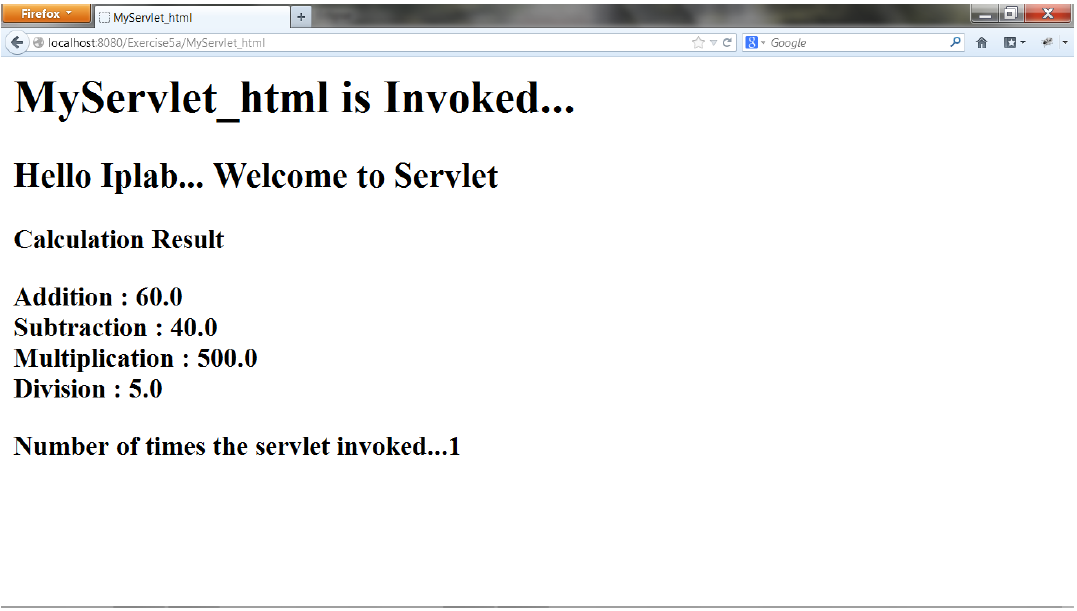 Firefox
MyServlet_html
localhost:8080/Exercise5a/MyServlet_html
Google
MyServlet_html is Invoked...
Hello Iplab... Welcome to Servlet
Calculation Result
Addition : 60.0
Subtraction : 40.0
Multiplication : 500.0
Division : 5.0
Number of times the servlet invoked...1